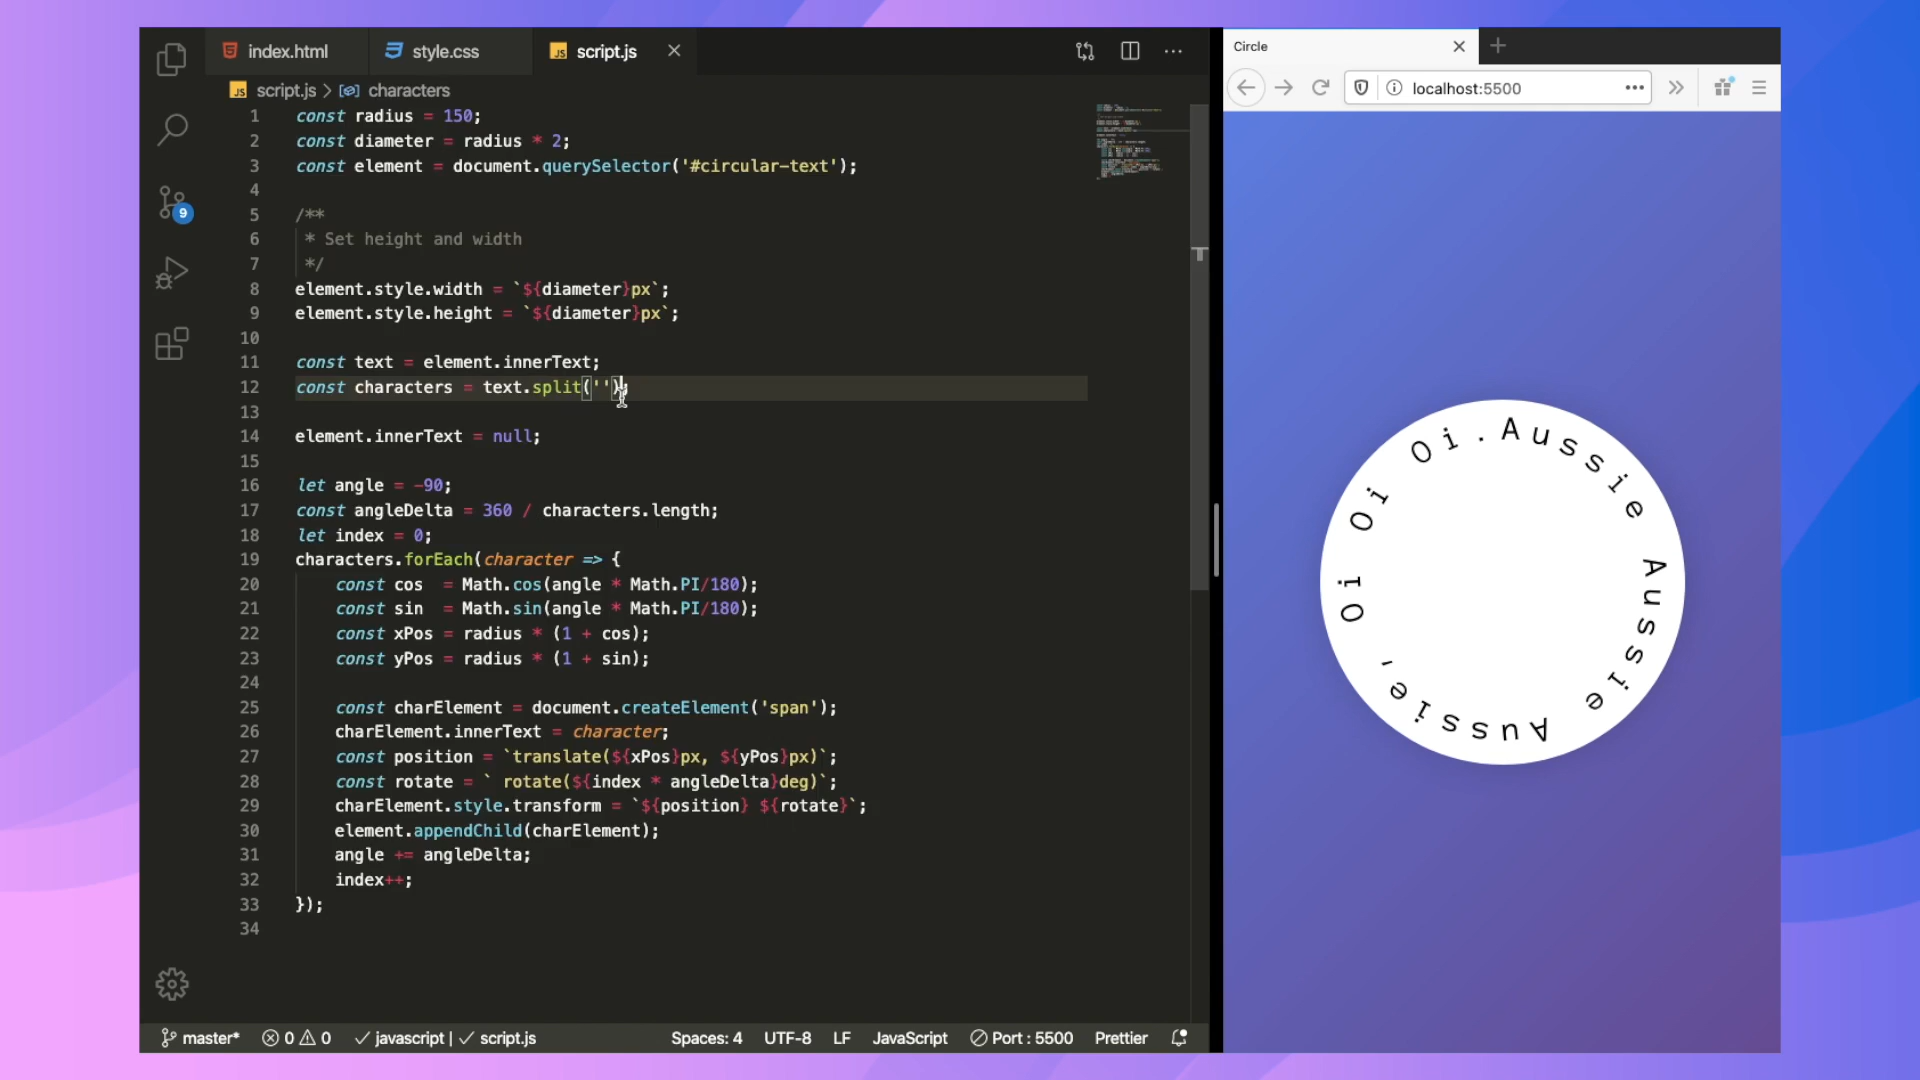 index.html
style.css
JS script.js
JS script.js > characters
1 const radius = 150;
2 const diameter = radius * 2;
3 const element = document.querySelector('#circular-text');
4
5 /**
6 * Set height and width
7 */
8 element.style.width = `${diameter}px`;
9 element.style.height = `${diameter}px`;
10
11 const text = element.innerText;
12 const characters = text.split('');
13
14 element.innerText = null;
15
16 let angle = -90;
17 const angleDelta = 360 / characters.length;
18 let index = 0;
19 characters.forEach(character => {
20 const cos  = Math.cos(angle * Math.PI/180);
21 const sin  = Math.sin(angle * Math.PI/180);
22 const xPos = radius * (1 + cos);
23 const yPos = radius * (1 + sin);
24
25 const charElement = document.createElement('span');
26 charElement.innerText = character;
27 const position = `translate(${xPos}px, ${yPos}px)`;
28 const rotate = ` rotate(${index * angleDelta}deg)`;
29 charElement.style.transform = `${position} ${rotate}`;
30 element.appendChild(charElement);
31 angle += angleDelta;
32 index++;
33 });
34
9
master* 0 0 javascript | script.js Spaces: 4 UTF-8 LF JavaScript Port : 5500 Prettier
Circle
localhost:5500
Aussie Aussie Aussie, Oi Oi Oi.